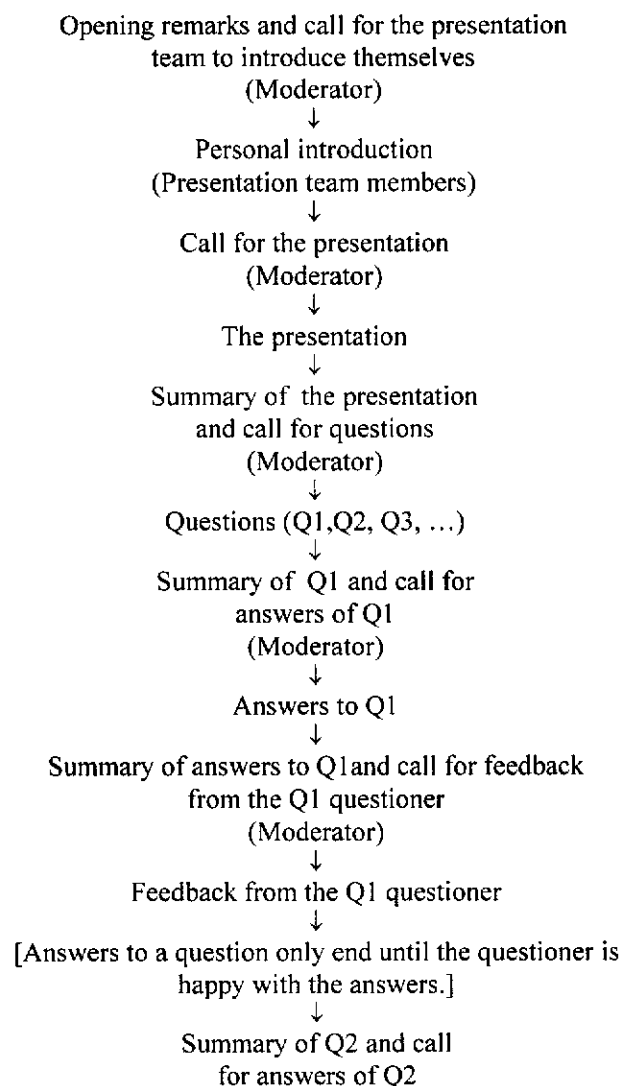 Opening remarks and call for the presentation
team to introduce themselves
(Moderator)
↓
Personal introduction
(Presentation team members)
↓
Call for the presentation
(Moderator)
↓
The presentation
↓
Summary of the presentation
and call for questions
(Moderator)
↓
Questions (Q1,Q2, Q3, …)
↓
Summary of Q1 and call for
answers of Q1
(Moderator)
↓
Answers to Q1
↓
Summary of answers to Q1and call for feedback
from the Q1 questioner
(Moderator)
↓
Feedback from the Q1 questioner
↓
[Answers to a question only end until the questioner is
happy with the answers.]
↓
Summary of Q2 and call
for answers of Q2